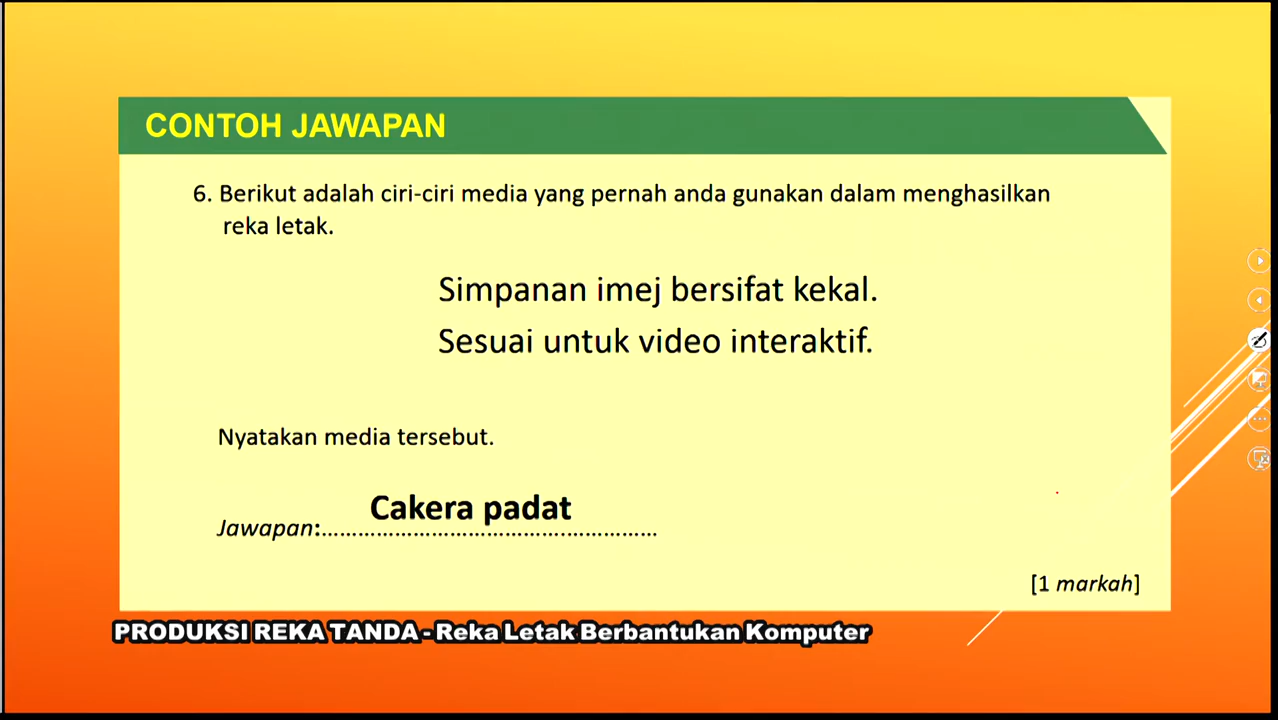 CONTOH JAWAPAN
6. Berikut adalah ciri-ciri media yang pernah anda gunakan dalam menghasilkan
reka letak.
Simpanan imej bersifat kekal.
Sesuai untuk video interaktif.
Nyatakan media tersebut.
Cakera padat
Jawapan:……………………………….……………
[1 markah]
PRODUKSI REKA TANDA - Reka Letak Berbantukan Komputer